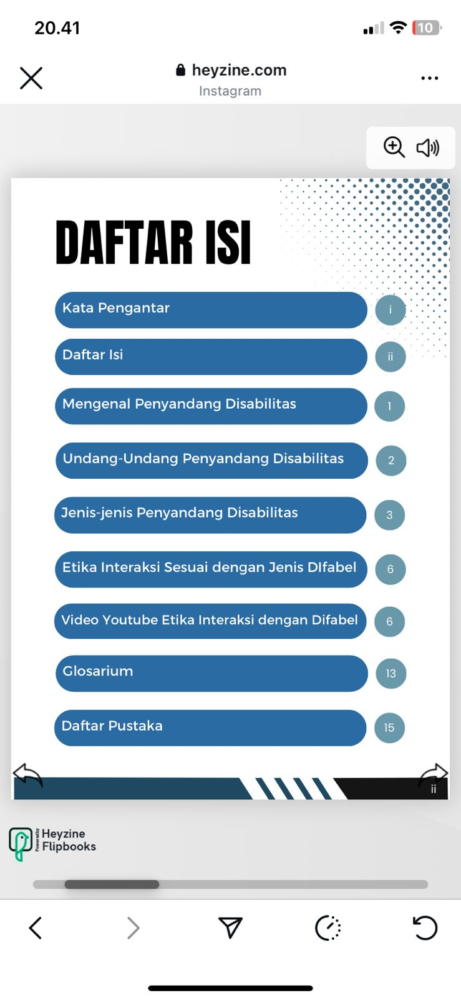 20.41
10
heyzine.com
Instagram
DAFTAR ISI
Kata Pengantar i
Daftar Isi ii
Mengenal Penyandang Disabilitas 1
Undang-Undang Penyandang Disabilitas 2
Jenis-jenis Penyandang Disabilitas 3
Etika Interaksi Sesuai dengan Jenis DIfabel 6
Video Youtube Etika Interaksi dengan Difabel 6
Glosarium 13
Daftar Pustaka 15
ii
Powered by
Heyzine
Flipbooks